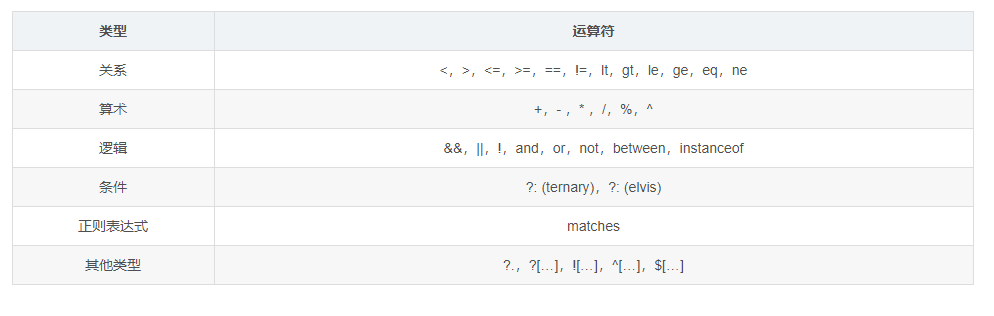 类型 运算符
关系 <，>，<=，>=，==，!=，lt，gt，le，ge，eq，ne
算术 +，- ，* ，/，%，^
逻辑 &&，||，!，and，or，not，between，instanceof
条件 ?: (ternary)，?: (elvis)
正则表达式 matches
其他类型 ?.，?[…]，![…]，^[…]，$[…]